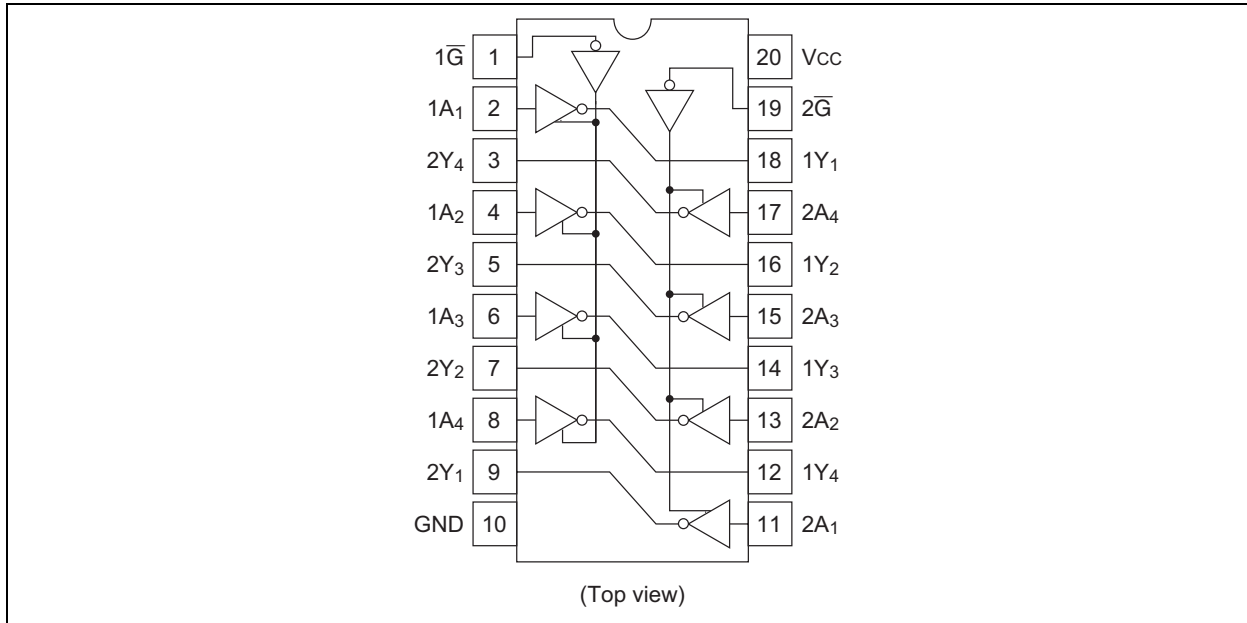 1G̅ 1 20 VCC
1A1 2 19 2G̅
2Y4 3 18 1Y1
1A2 4 17 2A4
2Y3 5 16 1Y2
1A3 6 15 2A3
2Y2 7 14 1Y3
1A4 8 13 2A2
2Y1 9 12 1Y4
GND 10 11 2A1
(Top view)